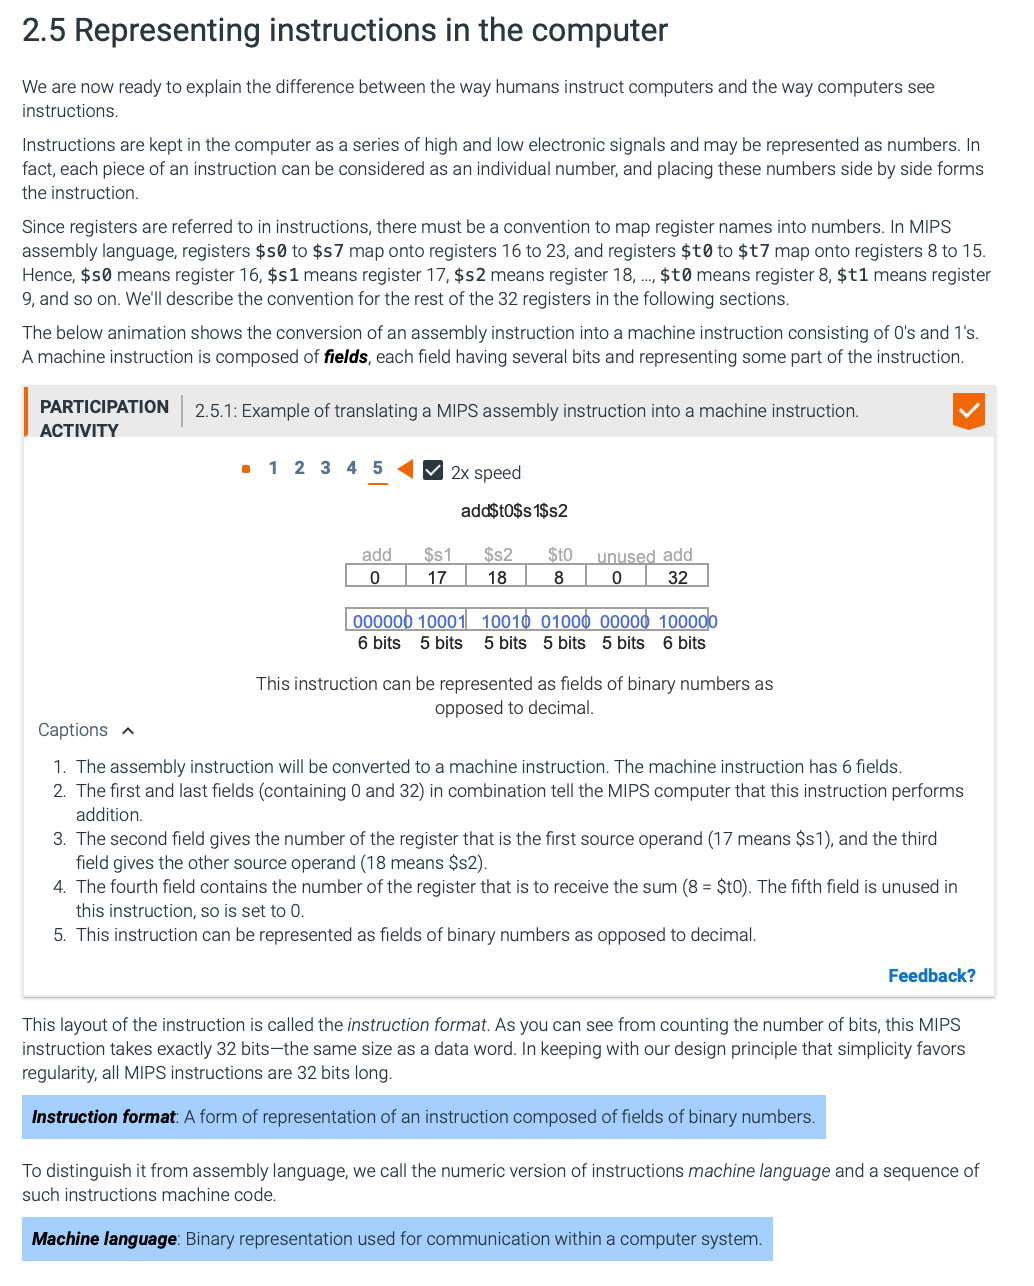 2.5 Representing instructions in the computer
We are now ready to explain the difference between the way humans instruct computers and the way computers see
instructions.
Instructions are kept in the computer as a series of high and low electronic signals and may be represented as numbers. In
fact, each piece of an instruction can be considered as an individual number, and placing these numbers side by side forms
the instruction.
Since registers are referred to in instructions, there must be a convention to map register names into numbers. In MIPS
assembly language, registers $s0 to $s7 map onto registers 16 to 23, and registers $t0 to $t7 map onto registers 8 to 15.
Hence, $s0 means register 16, $s1 means register 17, $s2 means register 18, ..., $t0 means register 8, $t1 means register
9, and so on. We'll describe the convention for the rest of the 32 registers in the following sections.
The below animation shows the conversion of an assembly instruction into a machine instruction consisting of 0's and 1's.
A machine instruction is composed of fields, each field having several bits and representing some part of the instruction.
PARTICIPATION
ACTIVITY
2.5.1: Example of translating a MIPS assembly instruction into a machine instruction.
1 2 3 4 5 2x speed
add$t0$s1$s2
add $s1 $s2 $t0 unused add
0 17 18 8 0 32
000000 10001 10010 01000 00000 100000
6 bits 5 bits 5 bits 5 bits 5 bits 6 bits
This instruction can be represented as fields of binary numbers as
opposed to decimal.
Captions
1. The assembly instruction will be converted to a machine instruction. The machine instruction has 6 fields.
2. The first and last fields (containing 0 and 32) in combination tell the MIPS computer that this instruction performs
addition.
3. The second field gives the number of the register that is the first source operand (17 means $s1), and the third
field gives the other source operand (18 means $s2).
4. The fourth field contains the number of the register that is to receive the sum (8 = $t0). The fifth field is unused in
this instruction, so is set to 0.
5. This instruction can be represented as fields of binary numbers as opposed to decimal.
Feedback?
This layout of the instruction is called the instruction format. As you can see from counting the number of bits, this MIPS
instruction takes exactly 32 bits—the same size as a data word. In keeping with our design principle that simplicity favors
regularity, all MIPS instructions are 32 bits long.
Instruction format: A form of representation of an instruction composed of fields of binary numbers.
To distinguish it from assembly language, we call the numeric version of instructions machine language and a sequence of
such instructions machine code.
Machine language: Binary representation used for communication within a computer system.